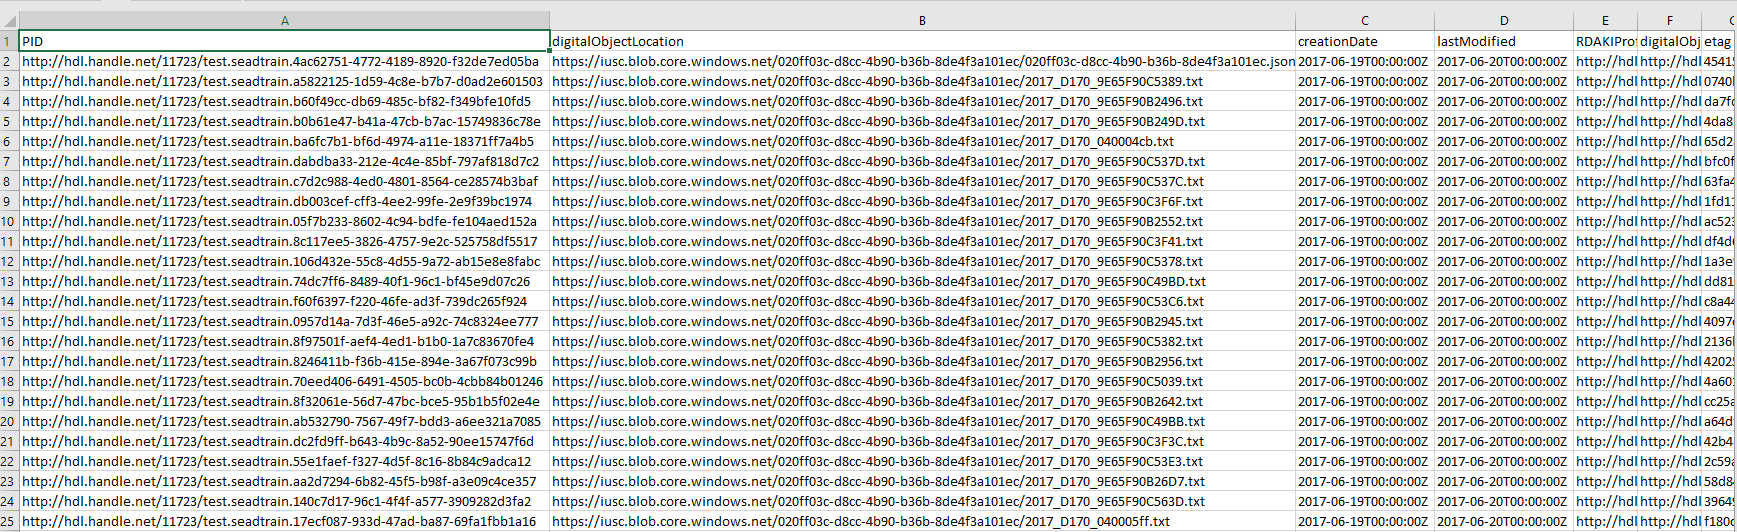 A B C D E F
1 PID digitalObjectLocation creationDate lastModified RDAKIProf digitalObj etag
2 http://hdl.handle.net/11723/test.seadtrain.4ac62751-4772-4189-8920-f32de7ed05ba https://iusc.blob.core.windows.net/020ff03c-d8cc-4b90-b36b-8de4f3a101ec/020ff03c-d8cc-4b90-b36b-8de4f3a101ec.json 2017-06-19T00:00:00Z 2017-06-20T00:00:00Z http://hdl http://hdl 4541
3 http://hdl.handle.net/11723/test.seadtrain.a5822125-1d59-4c8e-b7b7-d0ad2e601503 https://iusc.blob.core.windows.net/020ff03c-d8cc-4b90-b36b-8de4f3a101ec/2017_D170_9E65F90C5389.txt 2017-06-19T00:00:00Z 2017-06-20T00:00:00Z http://hdl http://hdl 0740
4 http://hdl.handle.net/11723/test.seadtrain.b60f49cc-db69-485c-bf82-f349bfe10fd5 https://iusc.blob.core.windows.net/020ff03c-d8cc-4b90-b36b-8de4f3a101ec/2017_D170_9E65F90B2496.txt 2017-06-19T00:00:00Z 2017-06-20T00:00:00Z http://hdl http://hdl da7f
5 http://hdl.handle.net/11723/test.seadtrain.b0b61e47-b41a-47cb-b7ac-15749836c78e https://iusc.blob.core.windows.net/020ff03c-d8cc-4b90-b36b-8de4f3a101ec/2017_D170_9E65F90B249D.txt 2017-06-19T00:00:00Z 2017-06-20T00:00:00Z http://hdl http://hdl 4da8
6 http://hdl.handle.net/11723/test.seadtrain.ba6fc7b1-bf6d-4974-a11e-18371ff7a4b5 https://iusc.blob.core.windows.net/020ff03c-d8cc-4b90-b36b-8de4f3a101ec/2017_D170_040004cb.txt 2017-06-19T00:00:00Z 2017-06-20T00:00:00Z http://hdl http://hdl 65d2
7 http://hdl.handle.net/11723/test.seadtrain.dabdba33-212e-4c4e-85bf-797af818d7c2 https://iusc.blob.core.windows.net/020ff03c-d8cc-4b90-b36b-8de4f3a101ec/2017_D170_9E65F90C537D.txt 2017-06-19T00:00:00Z 2017-06-20T00:00:00Z http://hdl http://hdl bfc0f
8 http://hdl.handle.net/11723/test.seadtrain.c7d2c988-4ed0-4801-8564-ce28574b3baf https://iusc.blob.core.windows.net/020ff03c-d8cc-4b90-b36b-8de4f3a101ec/2017_D170_9E65F90C537C.txt 2017-06-19T00:00:00Z 2017-06-20T00:00:00Z http://hdl http://hdl 63fa4
9 http://hdl.handle.net/11723/test.seadtrain.db003cef-cff3-4ee2-99fe-2e9f39bc1974 https://iusc.blob.core.windows.net/020ff03c-d8cc-4b90-b36b-8de4f3a101ec/2017_D170_9E65F90C3F6F.txt 2017-06-19T00:00:00Z 2017-06-20T00:00:00Z http://hdl http://hdl 1fd1
10 http://hdl.handle.net/11723/test.seadtrain.05f7b233-8602-4c94-bdfe-fe104aed152a https://iusc.blob.core.windows.net/020ff03c-d8cc-4b90-b36b-8de4f3a101ec/2017_D170_9E65F90B2552.txt 2017-06-19T00:00:00Z 2017-06-20T00:00:00Z http://hdl http://hdl ac523
11 http://hdl.handle.net/11723/test.seadtrain.8c117ee5-3826-4757-9e2c-525758df5517 https://iusc.blob.core.windows.net/020ff03c-d8cc-4b90-b36b-8de4f3a101ec/2017_D170_9E65F90C3F41.txt 2017-06-19T00:00:00Z 2017-06-20T00:00:00Z http://hdl http://hdl df4d
12 http://hdl.handle.net/11723/test.seadtrain.106d432e-55c8-4d55-9a72-ab15e8e8fabc https://iusc.blob.core.windows.net/020ff03c-d8cc-4b90-b36b-8de4f3a101ec/2017_D170_9E65F90C5378.txt 2017-06-19T00:00:00Z 2017-06-20T00:00:00Z http://hdl http://hdl 1a3e
13 http://hdl.handle.net/11723/test.seadtrain.74dc7ff6-8489-40f1-96c1-bf45e9d07c26 https://iusc.blob.core.windows.net/020ff03c-d8cc-4b90-b36b-8de4f3a101ec/2017_D170_9E65F90C49BD.txt 2017-06-19T00:00:00Z 2017-06-20T00:00:00Z http://hdl http://hdl dd81
14 http://hdl.handle.net/11723/test.seadtrain.f60f6397-f220-46fe-ad3f-739dc265f924 https://iusc.blob.core.windows.net/020ff03c-d8cc-4b90-b36b-8de4f3a101ec/2017_D170_9E65F90C53C6.txt 2017-06-19T00:00:00Z 2017-06-20T00:00:00Z http://hdl http://hdl c8a4
15 http://hdl.handle.net/11723/test.seadtrain.0957d14a-7d3f-46e5-a92c-74c8324ee777 https://iusc.blob.core.windows.net/020ff03c-d8cc-4b90-b36b-8de4f3a101ec/2017_D170_9E65F90B2945.txt 2017-06-19T00:00:00Z 2017-06-20T00:00:00Z http://hdl http://hdl 4097
16 http://hdl.handle.net/11723/test.seadtrain.8f97501f-aef4-4ed1-b1b0-1a7c83670fe4 https://iusc.blob.core.windows.net/020ff03c-d8cc-4b90-b36b-8de4f3a101ec/2017_D170_9E65F90C5382.txt 2017-06-19T00:00:00Z 2017-06-20T00:00:00Z http://hdl http://hdl 2136
17 http://hdl.handle.net/11723/test.seadtrain.8246411b-f36b-415e-894e-3a67f073c99b https://iusc.blob.core.windows.net/020ff03c-d8cc-4b90-b36b-8de4f3a101ec/2017_D170_9E65F90B2956.txt 2017-06-19T00:00:00Z 2017-06-20T00:00:00Z http://hdl http://hdl 4202
18 http://hdl.handle.net/11723/test.seadtrain.70eed406-6491-4505-bc0b-4cbb84b01246 https://iusc.blob.core.windows.net/020ff03c-d8cc-4b90-b36b-8de4f3a101ec/2017_D170_9E65F90C5039.txt 2017-06-19T00:00:00Z 2017-06-20T00:00:00Z http://hdl http://hdl 4a60
19 http://hdl.handle.net/11723/test.seadtrain.8f32061e-56d7-47bc-bce5-95b1b5f02e4e https://iusc.blob.core.windows.net/020ff03c-d8cc-4b90-b36b-8de4f3a101ec/2017_D170_9E65F90B2642.txt 2017-06-19T00:00:00Z 2017-06-20T00:00:00Z http://hdl http://hdl cc25
20 http://hdl.handle.net/11723/test.seadtrain.ab532790-7567-49f7-bdd3-a6ee321a7085 https://iusc.blob.core.windows.net/020ff03c-d8cc-4b90-b36b-8de4f3a101ec/2017_D170_9E65F90C49BB.txt 2017-06-19T00:00:00Z 2017-06-20T00:00:00Z http://hdl http://hdl a64d
21 http://hdl.handle.net/11723/test.seadtrain.dc2fd9ff-b643-4b9c-8a52-90ee15747f6d https://iusc.blob.core.windows.net/020ff03c-d8cc-4b90-b36b-8de4f3a101ec/2017_D170_9E65F90C3F3C.txt 2017-06-19T00:00:00Z 2017-06-20T00:00:00Z http://hdl http://hdl 42b4
22 http://hdl.handle.net/11723/test.seadtrain.55e1faef-f327-4d5f-8c16-8b84c9adca12 https://iusc.blob.core.windows.net/020ff03c-d8cc-4b90-b36b-8de4f3a101ec/2017_D170_9E65F90C53E3.txt 2017-06-19T00:00:00Z 2017-06-20T00:00:00Z http://hdl http://hdl 2c59
23 http://hdl.handle.net/11723/test.seadtrain.aa2d7294-6b82-45f5-b98f-a3e09c4ce357 https://iusc.blob.core.windows.net/020ff03c-d8cc-4b90-b36b-8de4f3a101ec/2017_D170_9E65F90B26D7.txt 2017-06-19T00:00:00Z 2017-06-20T00:00:00Z http://hdl http://hdl 58d8
24 http://hdl.handle.net/11723/test.seadtrain.140c7d17-96c1-4f4f-a577-3909282d3fa2 https://iusc.blob.core.windows.net/020ff03c-d8cc-4b90-b36b-8de4f3a101ec/2017_D170_9E65F90C563D.txt 2017-06-19T00:00:00Z 2017-06-20T00:00:00Z http://hdl http://hdl 3964
25 http://hdl.handle.net/11723/test.seadtrain.17ecf087-933d-47ad-ba87-69fa1fbb1a16 https://iusc.blob.core.windows.net/020ff03c-d8cc-4b90-b36b-8de4f3a101ec/2017_D170_040005ff.txt 2017-06-19T00:00:00Z 2017-06-20T00:00:00Z http://hdl http://hdl f180